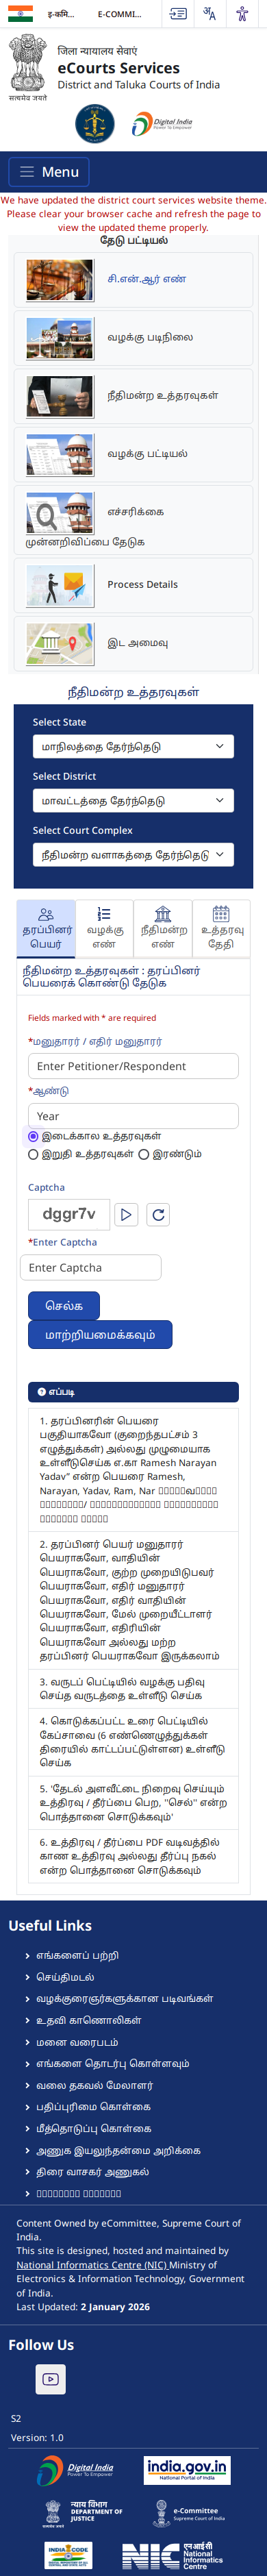 इ-कमि...
E-COMMI...
जिला न्यायालय सेवाएं
eCourts Services
District and Taluka Courts of India
सत्यमेव जयते
Digital India
Power To Empower
Menu
We have updated the district court services website theme.
Please clear your browser cache and refresh the page to
view the updated theme properly.
தேடு பட்டியல்
சி.என்.ஆர் எண்
வழக்கு படிநிலை
நீதிமன்ற உத்தரவுகள்
வழக்கு பட்டியல்
எச்சரிக்கை
முன்னறிவிப்பை தேடுக
Process Details
இட அமைவு
நீதிமன்ற உத்தரவுகள்
Select State
மாநிலத்தை தேர்ந்தெடு
Select District
மாவட்டத்தை தேர்ந்தெடு
Select Court Complex
நீதிமன்ற வளாகத்தை தேர்ந்தெடு
தரப்பினர் பெயர்
வழக்கு எண்
நீதிமன்ற எண்
உத்தரவு தேதி
நீதிமன்ற உத்தரவுகள் : தரப்பினர்
பெயரைக் கொண்டு தேடுக
Fields marked with * are required
*மனுதாரர் / எதிர் மனுதாரர்
Enter Petitioner/Respondent
*ஆண்டு
Year
இடைக்கால உத்தரவுகள்
இறுதி உத்தரவுகள் இரண்டும்
Captcha
dggr7v
*Enter Captcha
Enter Captcha
செல்க
மாற்றியமைக்கவும்
எப்படி
1. தரப்பினரின் பெயரை
பகுதியாகவோ (குறைந்தபட்சம் 3
எழுத்துக்கள்) அல்லது முழுமையாக
உள்ளீடுசெய்க எ.கா Ramesh Narayan
Yadav" என்ற பெயரை Ramesh,
Narayan, Yadav, Ram, Nar
2. தரப்பினர் பெயர் மனுதாரர்
பெயராகவோ, வாதியின்
பெயராகவோ, குற்ற முறையிடுபவர்
பெயராகவோ, எதிர் மனுதாரர்
பெயராகவோ, எதிர் வாதியின்
பெயராகவோ, மேல் முறையீட்டாளர்
பெயராகவோ, எதிரியின்
பெயராகவோ அல்லது மற்ற
தரப்பினர் பெயராகவோ இருக்கலாம்
3. வருடப் பெட்டியில் வழக்கு பதிவு
செய்த வருடத்தை உள்ளீடு செய்க
4. கொடுக்கப்பட்ட உரை பெட்டியில்
கேப்சாவை (6 எண்ணெழுத்துக்கள்
திரையில் காட்டப்பட்டுள்ளன) உள்ளீடு
செய்க
5. 'தேடல் அளவீட்டை நிறைவு செய்யும்
உத்திரவு / தீர்ப்பை பெற, "செல்" என்ற
பொத்தானை சொடுக்கவும்'
6. உத்திரவு / தீர்ப்பை PDF வடிவத்தில்
காண உத்திரவு அல்லது தீர்ப்பு நகல்
என்ற பொத்தானை சொடுக்கவும்
Useful Links
எங்களைப் பற்றி
செய்திமடல்
வழக்குரைஞர்களுக்கான படிவங்கள்
உதவி காணொலிகள்
மனை வரைபடம்
எங்களை தொடர்பு கொள்ளவும்
வலை தகவல் மேலாளர்
பதிப்புரிமை கொள்கை
மீத்தொடுப்பு கொள்கை
அணுக இயலுந்தன்மை அறிக்கை
திரை வாசகர் அணுகல்
Content Owned by eCommittee, Supreme Court of
India.
This site is designed, hosted and maintained by
National Informatics Centre (NIC) Ministry of
Electronics & Information Technology, Government
of India.
Last Updated: 2 January 2026
Follow Us
S2
Version: 1.0
Digital India
Power To Empower
india.gov.in
National Portal of India
न्याय विभाग
DEPARTMENT OF
JUSTICE
e-Committee
Supreme Court of India
INDIA CODE
NIC एन आई सी
National
Informatics
Centre